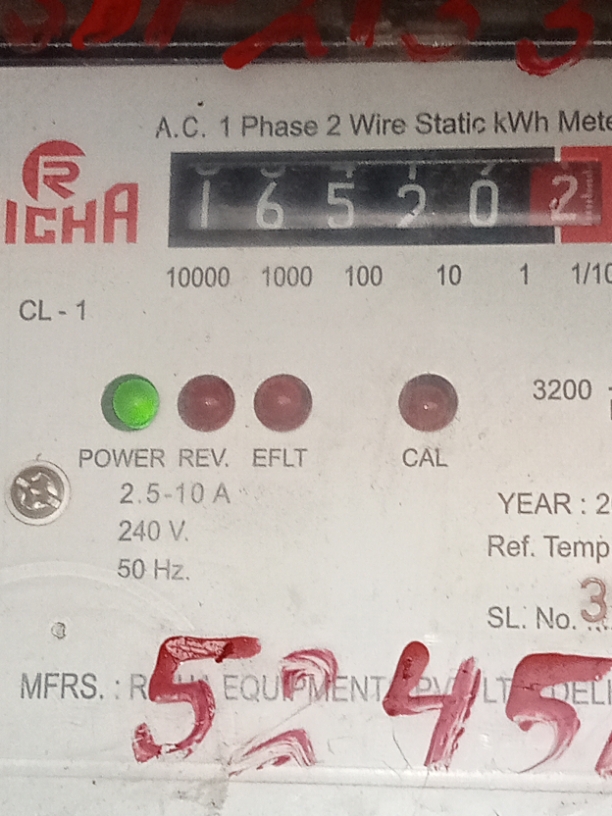 A.C. 1 Phase 2 Wire Static kWh Mete
R
ICHA
1 6 5 2 0 2
10000 1000 100 10 1 1/10
CL - 1
3200
POWER REV. EFLT CAL
2.5-10 A
YEAR : 2
240 V.
Ref. Temp
50 Hz.
SL. No. 3
MFRS. : EQUIPMENT PVT LT DEL
5245